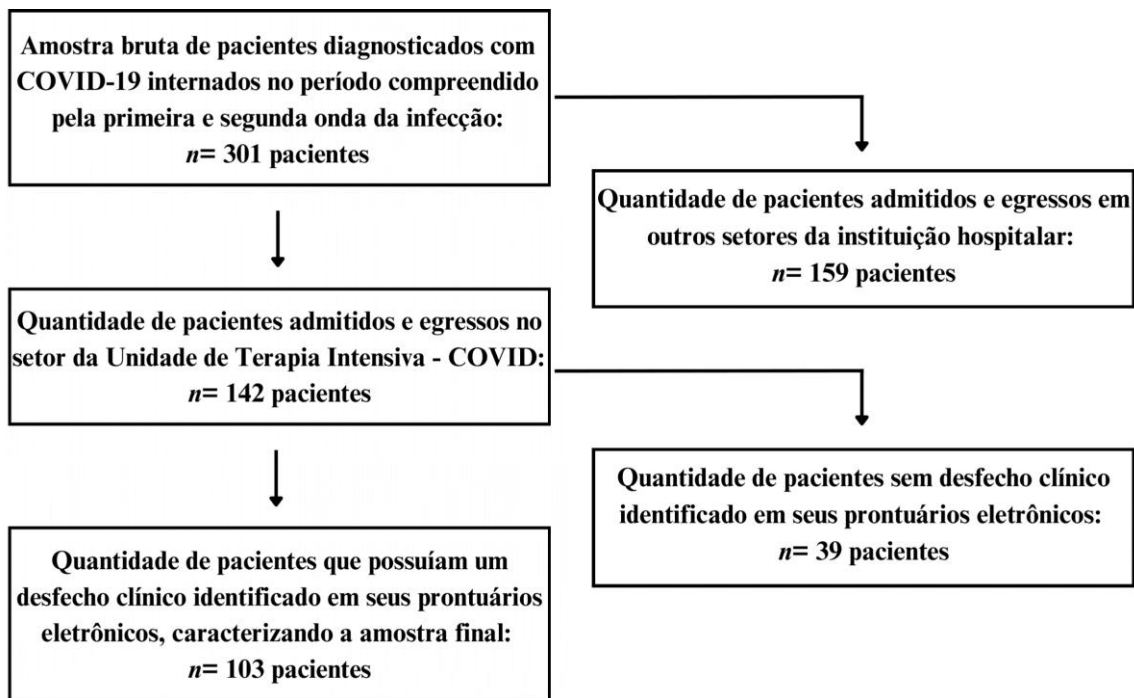 Amostra bruta de pacientes diagnosticados com
COVID-19 internados no período compreendido
pela primeira e segunda onda da infecção:
n= 301 pacientes
Quantidade de pacientes admitidos e egressos em
outros setores da instituição hospitalar:
n= 159 pacientes
Quantidade de pacientes admitidos e egressos no
setor da Unidade de Terapia Intensiva - COVID:
n= 142 pacientes
Quantidade de pacientes sem desfecho clínico
identificado em seus prontuários eletrônicos:
n= 39 pacientes
Quantidade de pacientes que possuíam um
desfecho clínico identificado em seus prontuários
eletrônicos, caracterizando a amostra final:
n= 103 pacientes